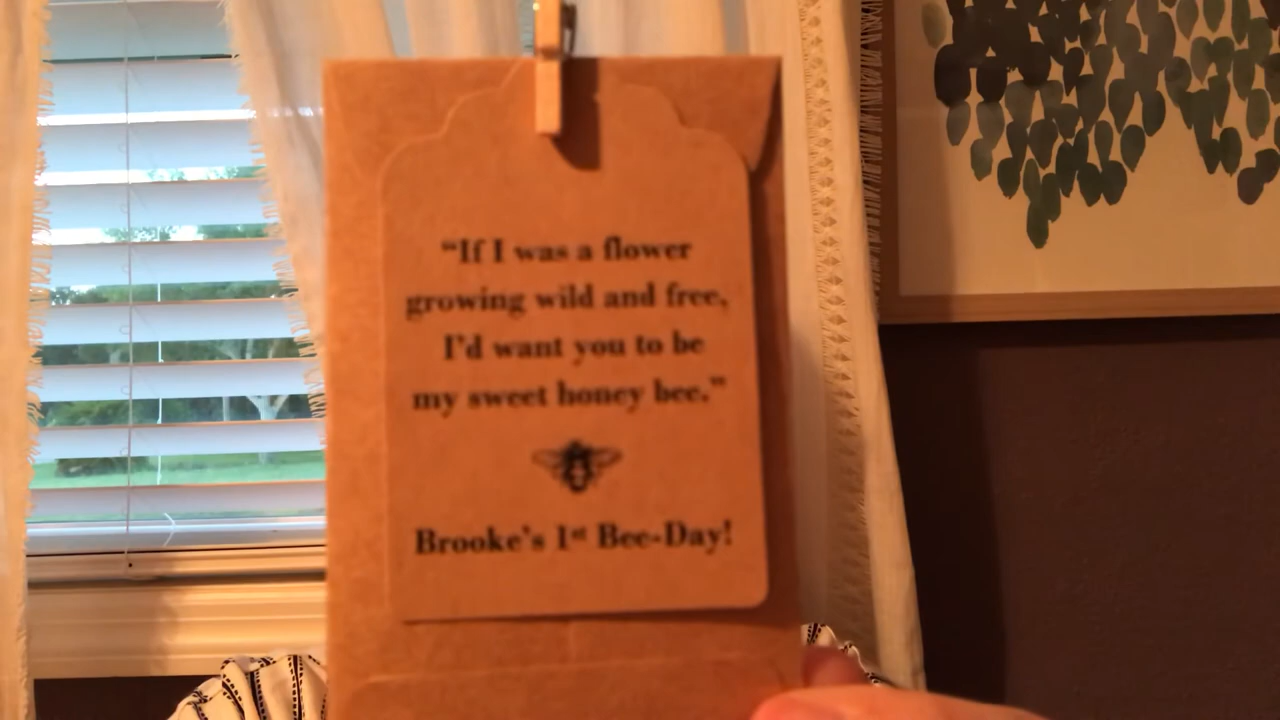 “If I was a flower
growing wild and free,
I’d want you to be
my sweet honey bee.”
Brooke’s 1st Bee-Day!